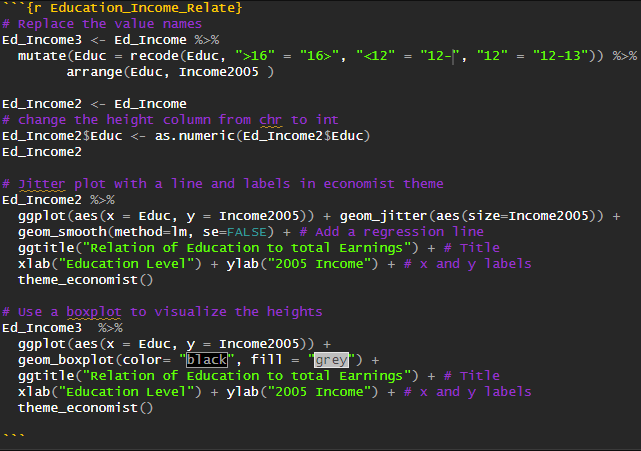 ```{r Education_Income_Relate}
# Replace the value names
Ed_Income3 <- Ed_Income %>%
  mutate(Educ = recode(Educ, ">16" = "16>", "<12" = "12-", "12" = "12-13")) %>%
        arrange(Educ, Income2005 )

Ed_Income2 <- Ed_Income
# change the height column from chr to int
Ed_Income2$Educ <- as.numeric(Ed_Income2$Educ)
Ed_Income2

# Jitter plot with a line and labels in economist theme
Ed_Income2 %>%
  ggplot(aes(x = Educ, y = Income2005)) + geom_jitter(aes(size=Income2005)) +
  geom_smooth(method=lm, se=FALSE) + # Add a regression line
  ggtitle("Relation of Education to total Earnings") + # Title
  xlab("Education Level") + ylab("2005 Income") + # x and y labels
  theme_economist()

# Use a boxplot to visualize the heights
Ed_Income3  %>%
  ggplot(aes(x = Educ, y = Income2005)) +
  geom_boxplot(color= "black", fill = "grey") +
  ggtitle("Relation of Education to total Earnings") + # Title
  xlab("Education Level") + ylab("2005 Income") + # x and y labels
  theme_economist()

```